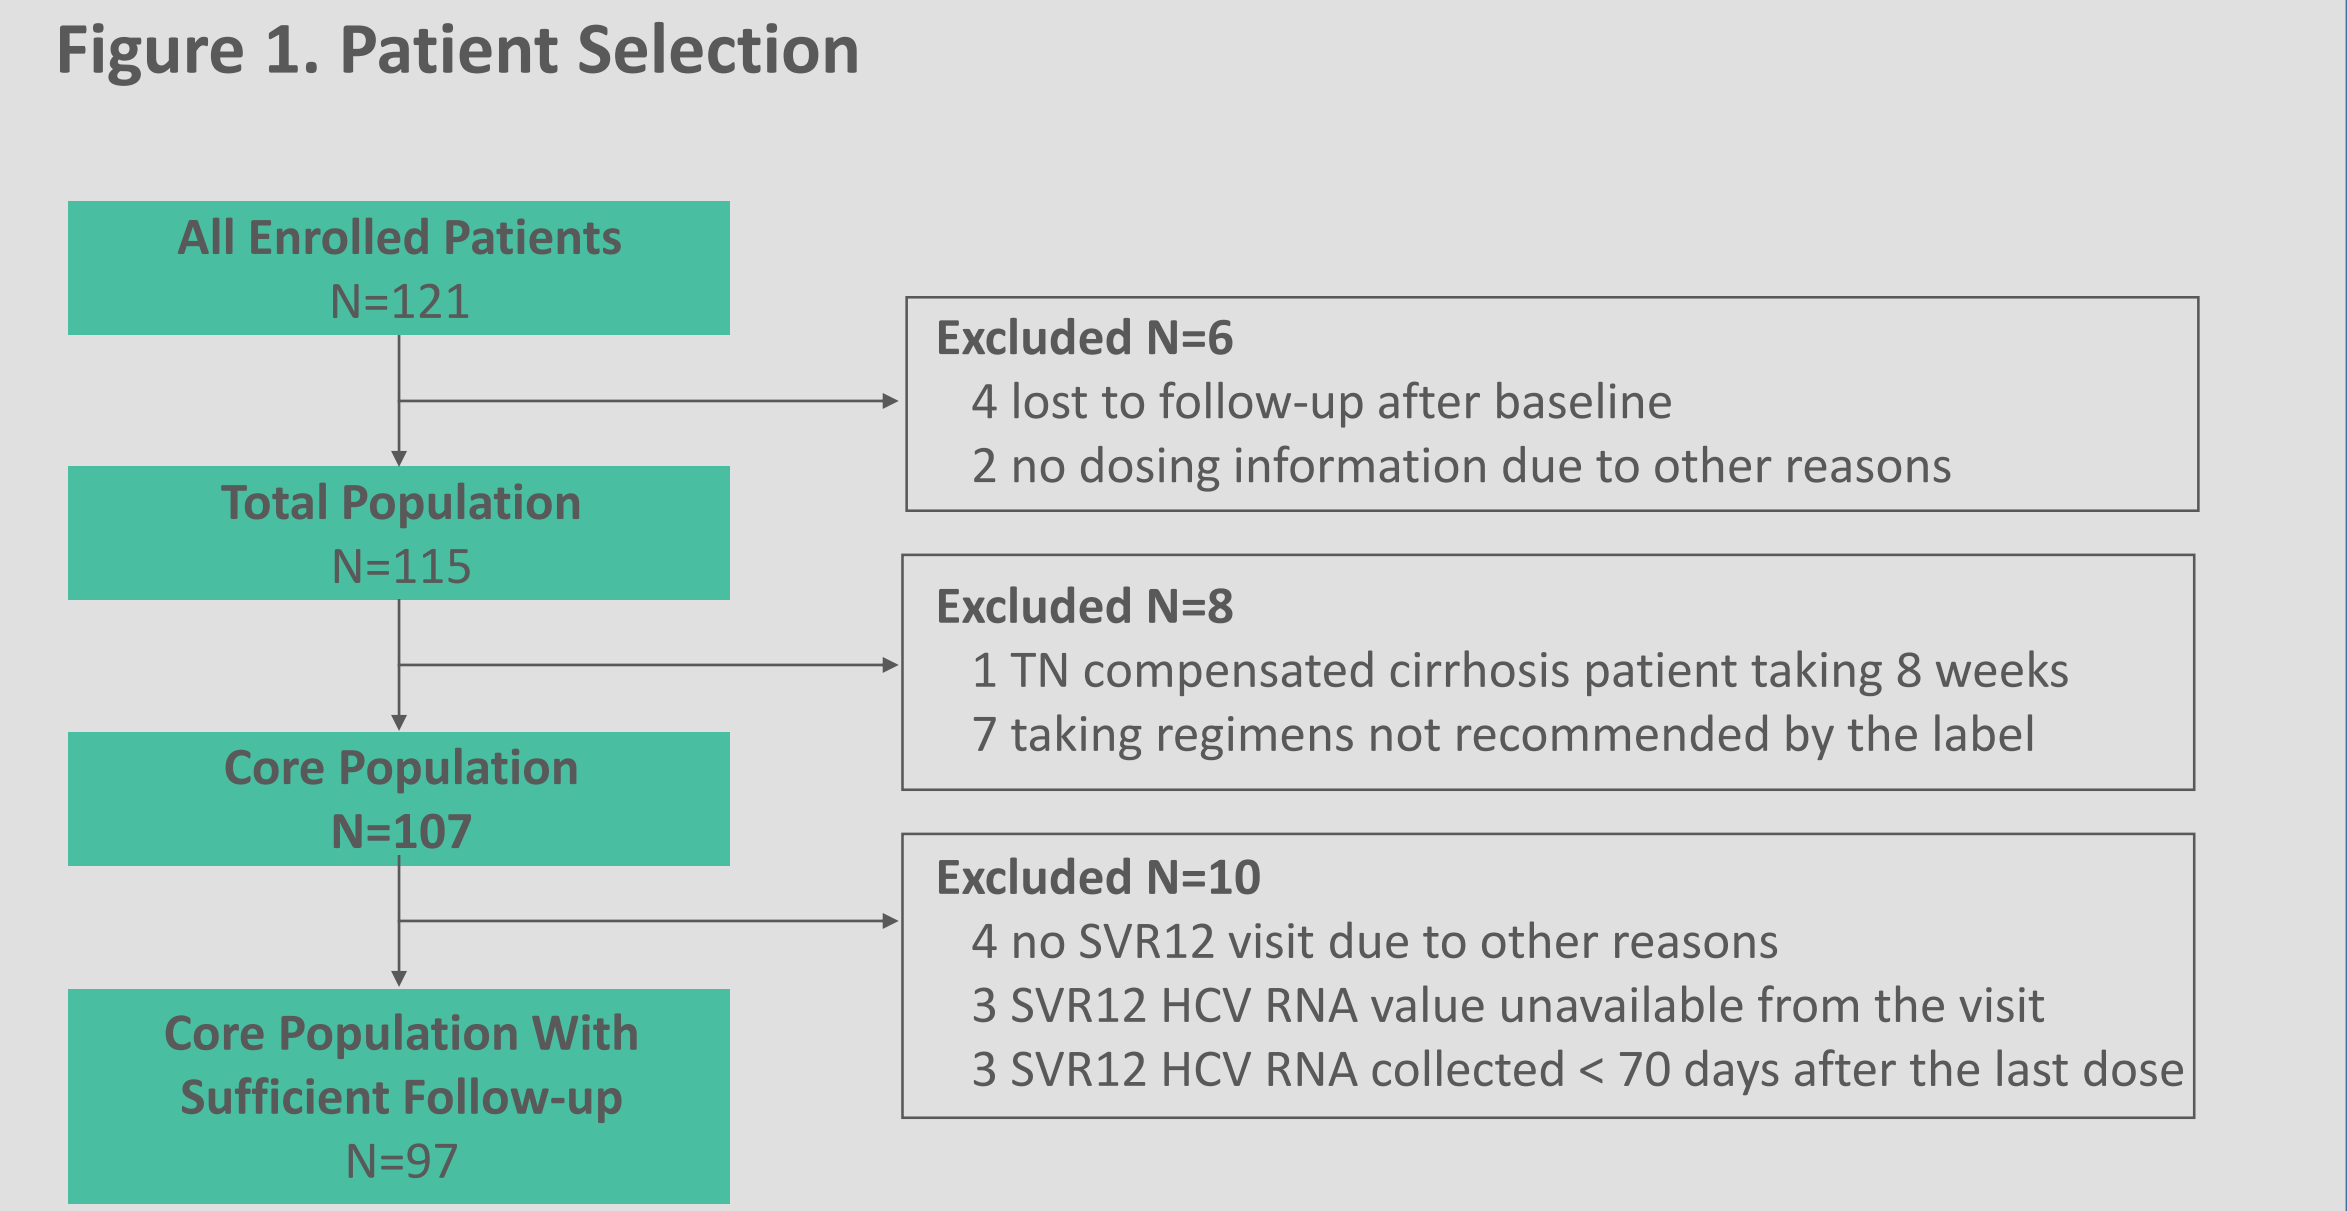 Figure 1. Patient Selection
All Enrolled Patients
N=121
Excluded N=6
4 lost to follow-up after baseline
2 no dosing information due to other reasons
Total Population
N=115
Excluded N=8
1 TN compensated cirrhosis patient taking 8 weeks
7 taking regimens not recommended by the label
Core Population
N=107
Excluded N=10
4 no SVR12 visit due to other reasons
3 SVR12 HCV RNA value unavailable from the visit
3 SVR12 HCV RNA collected < 70 days after the last dose
Core Population With
Sufficient Follow-up
N=97